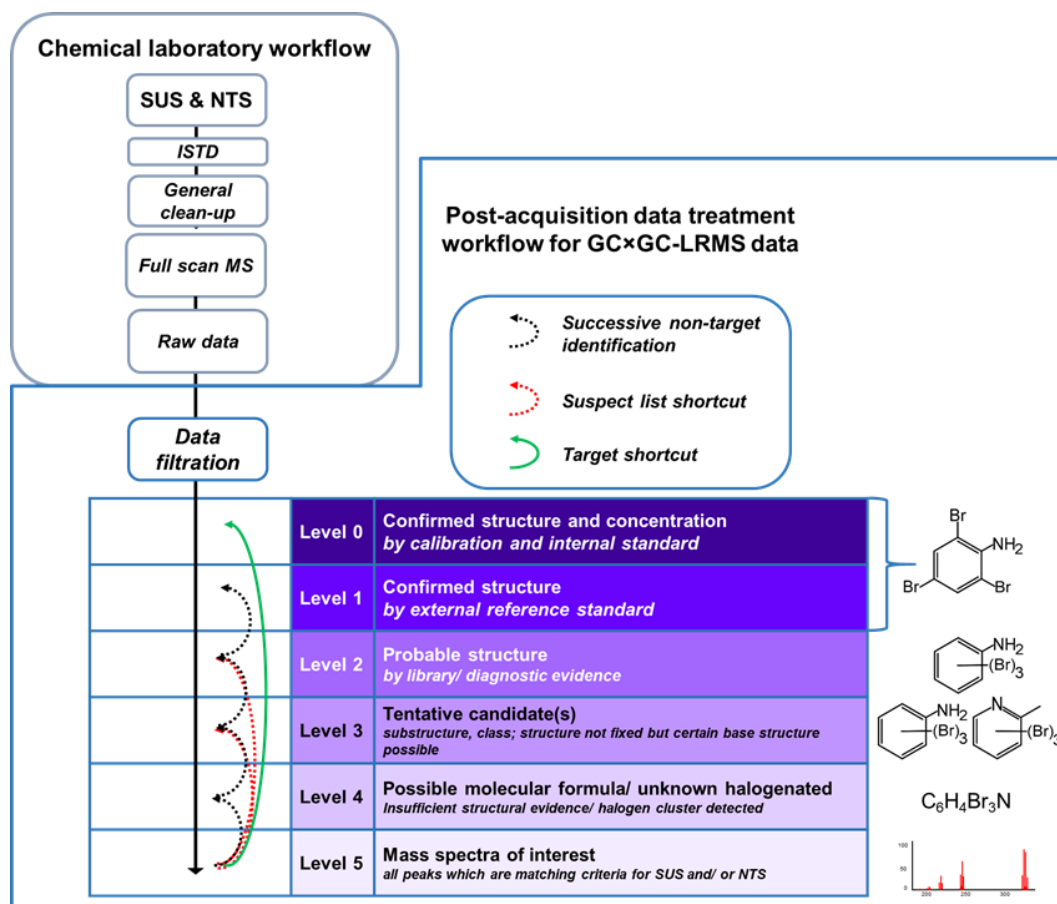 Chemical laboratory workflow
SUS & NTS
ISTD
General
clean-up
Full scan MS
Raw data
Post-acquisition data treatment
workflow for GC×GC-LRMS data
Successive non-target
identification
Suspect list shortcut
Target shortcut
Data
filtration
Level 0
Confirmed structure and concentration
by calibration and internal standard
Level 1
Confirmed structure
by external reference standard
Br
NH2
Br
Br
Level 2
Probable structure
by library/ diagnostic evidence
NH2
(Br)3
Level 3
Tentative candidate(s)
substructure, class; structure not fixed but certain base structure
possible
NH2
(Br)3
N
(Br)3
Level 4
Possible molecular formula/ unknown halogenated
Insufficient structural evidence/ halogen cluster detected
C6H4Br3N
Level 5
Mass spectra of interest
all peaks which are matching criteria for SUS and/ or NTS
100
50
0
200
250
300